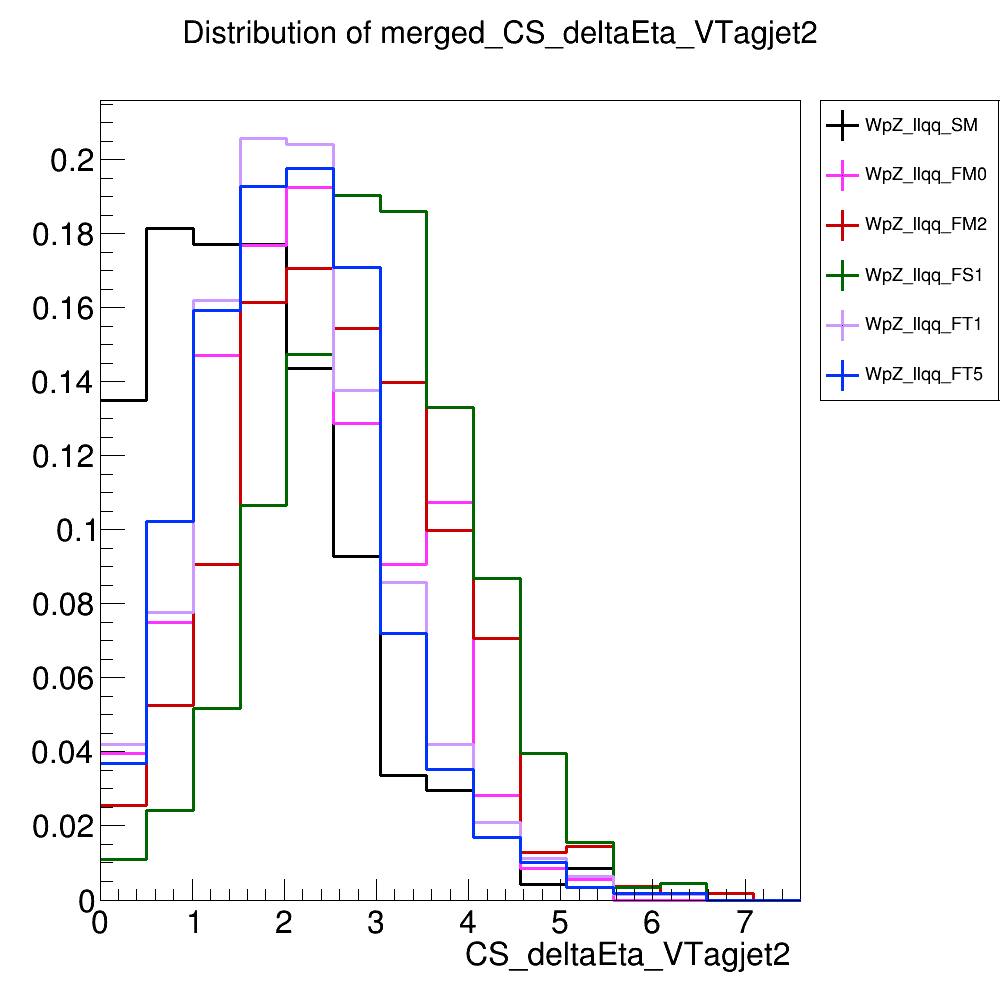 Distribution of merged_CS_deltaEta_VTagjet2
WpZ_llqq_SM
WpZ_llqq_FM0
WpZ_llqq_FM2
WpZ_llqq_FS1
WpZ_llqq_FT1
WpZ_llqq_FT5
0.2
0.18
0.16
0.14
0.12
0.1
0.08
0.06
0.04
0.02
0
0 1 2 3 4 5 6 7
CS_deltaEta_VTagjet2